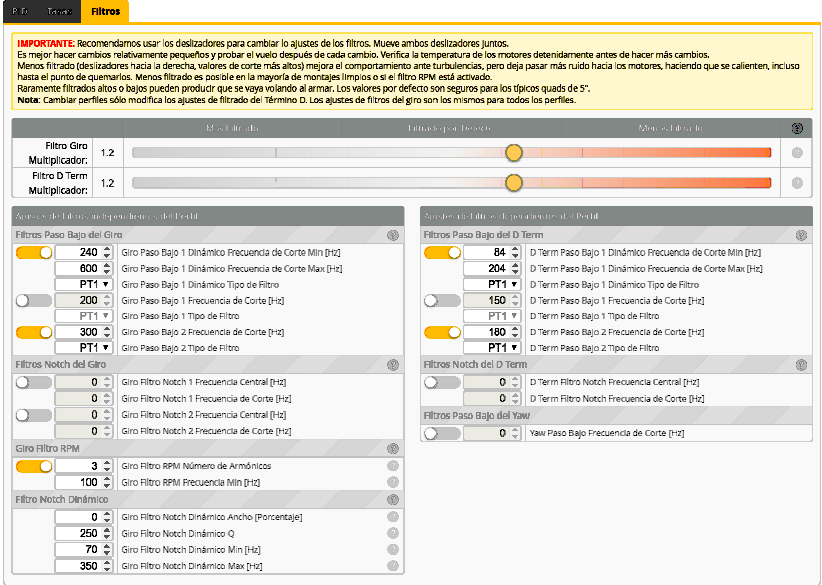 P D Tasas Filtros
IMPORTANTE: Recomendamos usar los deslizadores para cambiar lo ajustes de los filtros. Mueve ambos deslizadores juntos.
Es mejor hacer cambios relativamente pequeños y probar el vuelo después de cada cambio. Verifica la temperatura de los motores detenidamente antes de hacer más cambios.
Menos filtrado (deslizadores hacia la derecha, valores de corte más altos) mejora el comportamiento ante turbulencias, pero deja pasar más ruido hacia los motores, haciendo que se calienten, incluso
hasta el punto de quemarlos. Menos filtrado es posible en la mayoría de montajes limpios o si el filtro RPM está activado.
Raramente filtrados altos o bajos pueden producir que se vaya volando al armar. Los valores por defecto son seguros para los típicos quads de 5".
Nota: Cambiar perfiles sólo modifica los ajustes de filtrado del Término D. Los ajustes de filtros del giro son los mismos para todos los perfiles.
Más Filtrado Filtrado por Defecto Menos Filtrado
Filtro Giro
Multiplicador: 1.2
Filtro D Term
Multiplicador: 1.2
Ajustes de Filtros independientes del Perfil
Filtros Paso Bajo del Giro
240 Giro Paso Bajo 1 Dinámico Frecuencia de Corte Min [Hz]
600 Giro Paso Bajo 1 Dinámico Frecuencia de Corte Max [Hz]
PT1 Giro Paso Bajo 1 Dinámico Tipo de Filtro
200 Giro Paso Bajo 1 Frecuencia de Corte [Hz]
PT1 Giro Paso Bajo 1 Tipo de Filtro
300 Giro Paso Bajo 2 Frecuencia de Corte [Hz]
PT1 Giro Paso Bajo 2 Tipo de Filtro
Filtros Notch del Giro
0 Giro Filtro Notch 1 Frecuencia Central [Hz]
0 Giro Filtro Notch 1 Frecuencia de Corte [Hz]
0 Giro Filtro Notch 2 Frecuencia Central [Hz]
0 Giro Filtro Notch 2 Frecuencia de Corte [Hz]
Giro Filtro RPM
3 Giro Filtro RPM Número de Armónicos
100 Giro Filtro RPM Frecuencia Min [Hz]
Filtro Notch Dinámico
0 Giro Filtro Notch Dinámico Ancho [Porcentaje]
250 Giro Filtro Notch Dinámico Q
70 Giro Filtro Notch Dinámico Min [Hz]
350 Giro Filtro Notch Dinámico Max [Hz]
Ajustes de filtros dependientes del Perfil
Filtros Paso Bajo del D Term
84 D Term Paso Bajo 1 Dinámico Frecuencia de Corte Min [Hz]
204 D Term Paso Bajo 1 Dinámico Frecuencia de Corte Max [Hz]
PT1 D Term Paso Bajo 1 Dinámico Tipo de Filtro
150 D Term Paso Bajo 1 Frecuencia de Corte [Hz]
PT1 D Term Paso Bajo 1 Tipo de Filtro
180 D Term Paso Bajo 2 Frecuencia de Corte [Hz]
PT1 D Term Paso Bajo 2 Tipo de Filtro
Filtros Notch del D Term
0 D Term Filtro Notch Frecuencia Central [Hz]
0 D Term Filtro Notch Frecuencia de Corte [Hz]
Filtros Paso Bajo del Yaw
0 Yaw Paso Bajo Frecuencia de Corte [Hz]